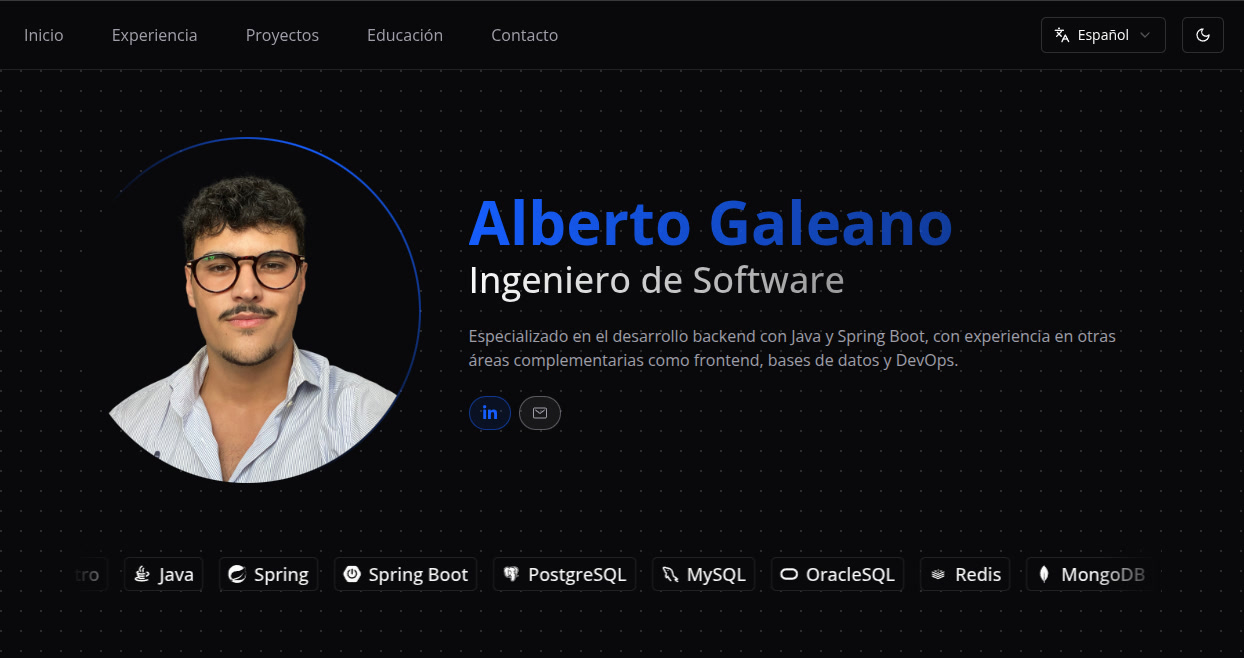 Inicio Experiencia Proyectos Educación Contacto Español
Alberto Galeano
Ingeniero de Software
Especializado en el desarrollo backend con Java y Spring Boot, con experiencia en otras
áreas complementarias como frontend, bases de datos y DevOps.
in
tro Java Spring Spring Boot PostgreSQL MySQL OracleSQL Redis MongoDB